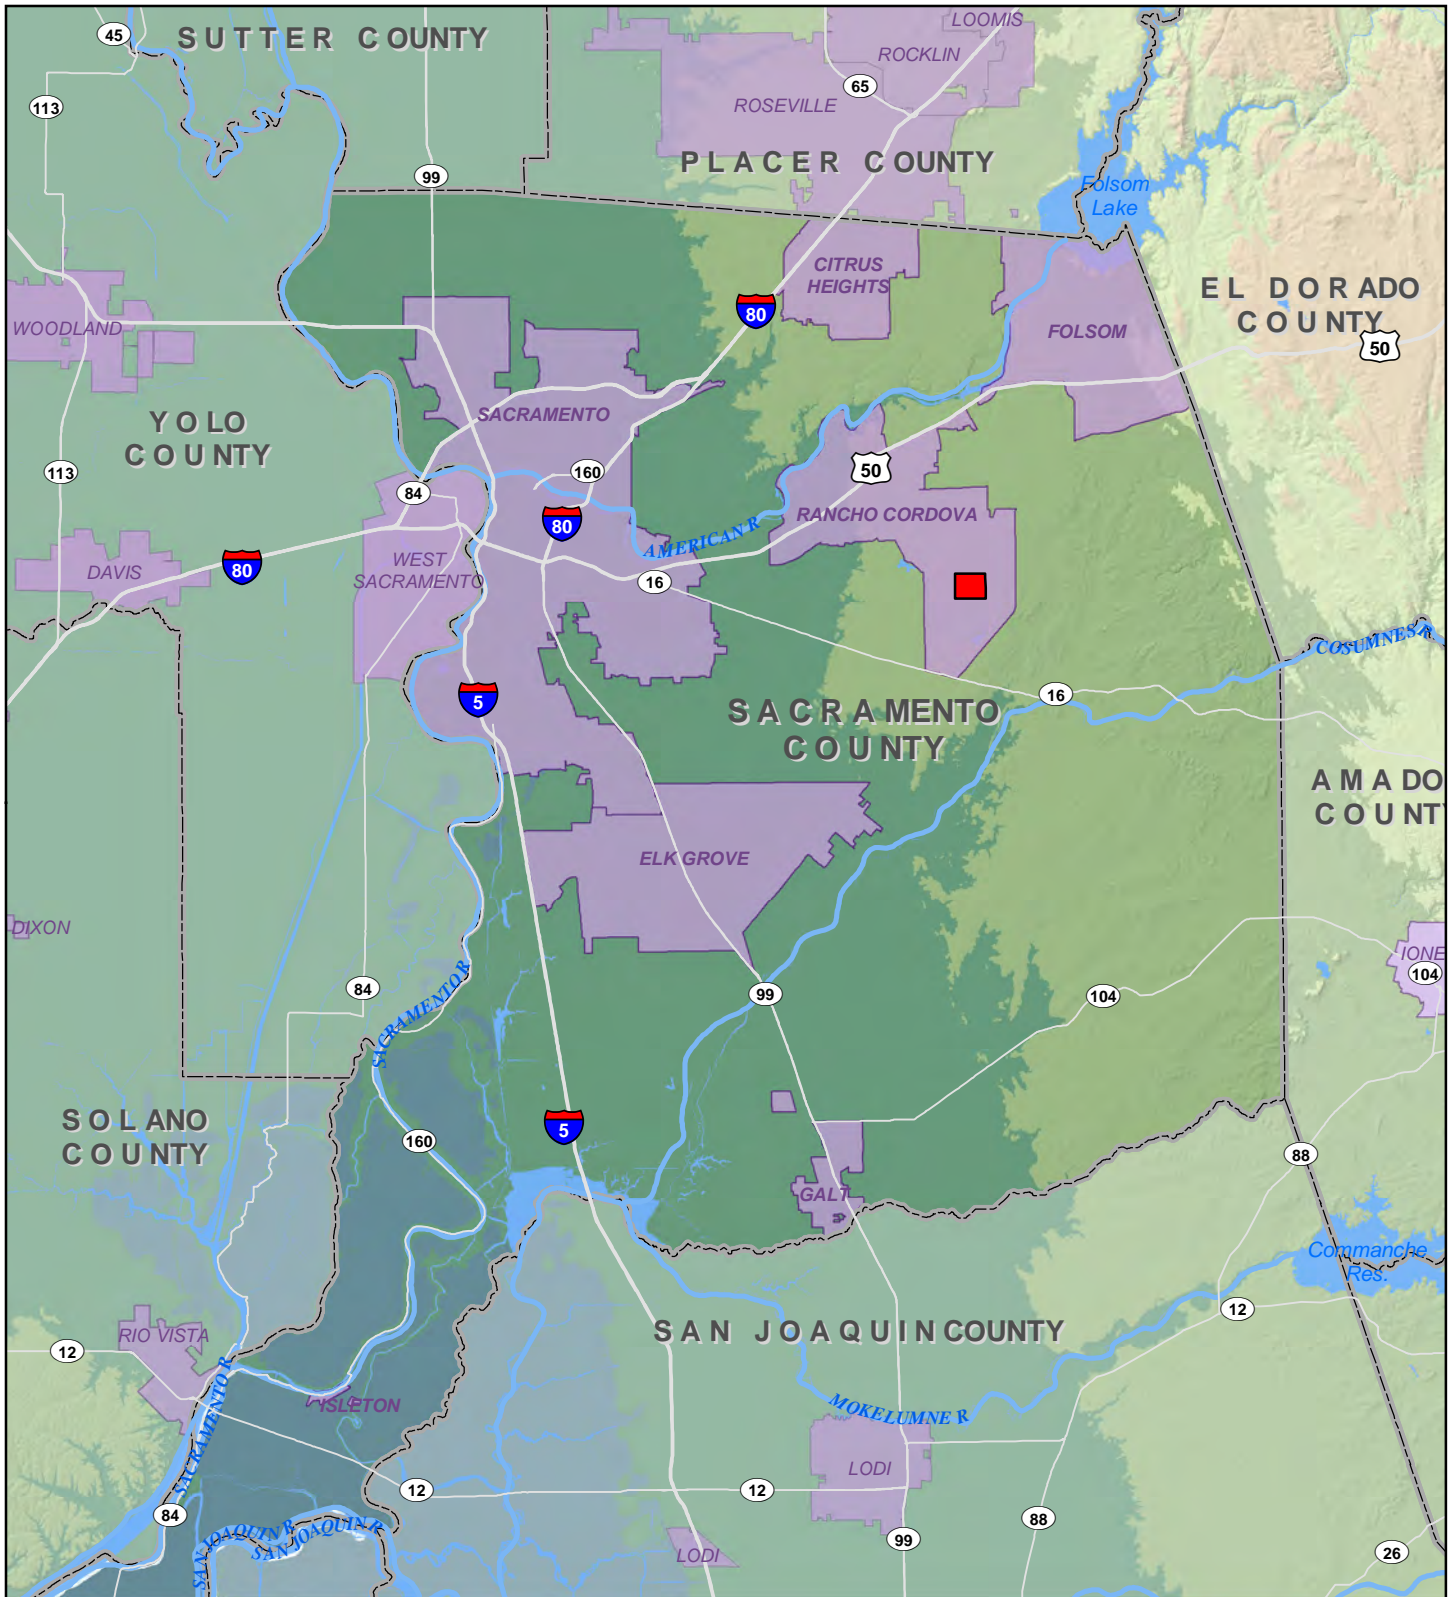 45
SUTTER COUNTY
LOOMIS
ROCKLIN
65
113
ROSEVILLE
99
PLACER COUNTY
Folsom
Lake
CITRUS
HEIGHTS
EL DORADO
COUNTY
50
80
WOODLAND
FOLSOM
YOLO
COUNTY
SACRAMENTO
113
160
50
84
80
RANCHO CORDOVA
AMERICAN R
WEST
SACRAMENTO
DAVIS
80
16
COSUMNES R
5
16
SACRAMENTO
COUNTY
AMADO
COUNT
ELK GROVE
DIXON
IONE
104
84
99
104
SACRAMENTO R
SOLANO
COUNTY
160
5
88
GALT
Commanche
Res.
12
RIO VISTA
12
SAN JOAQUIN COUNTY
ISLETON
MOKELUMNE R
SACRAMENTO R
LODI
12
12
84
88
SAN JOAQUIN R
SAN JOAQUIN R
99
LODI
26